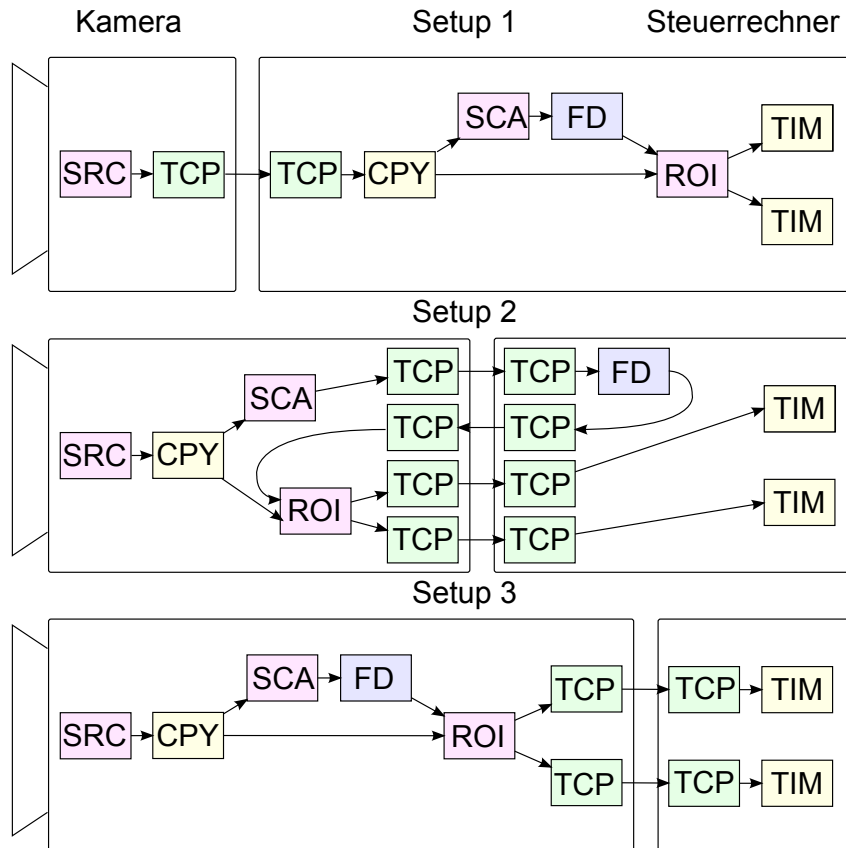 Kamera Setup 1 Steuerrechner
SCA FD TIM
SRC TCP TCP CPY ROI
TIM
Setup 2
TCP TCP FD
SCA TIM
TCP TCP
SRC CPY
TCP TCP
ROI TIM
TCP TCP
Setup 3
SCA FD TCP TCP TIM
SRC CPY ROI
TCP TCP TIM